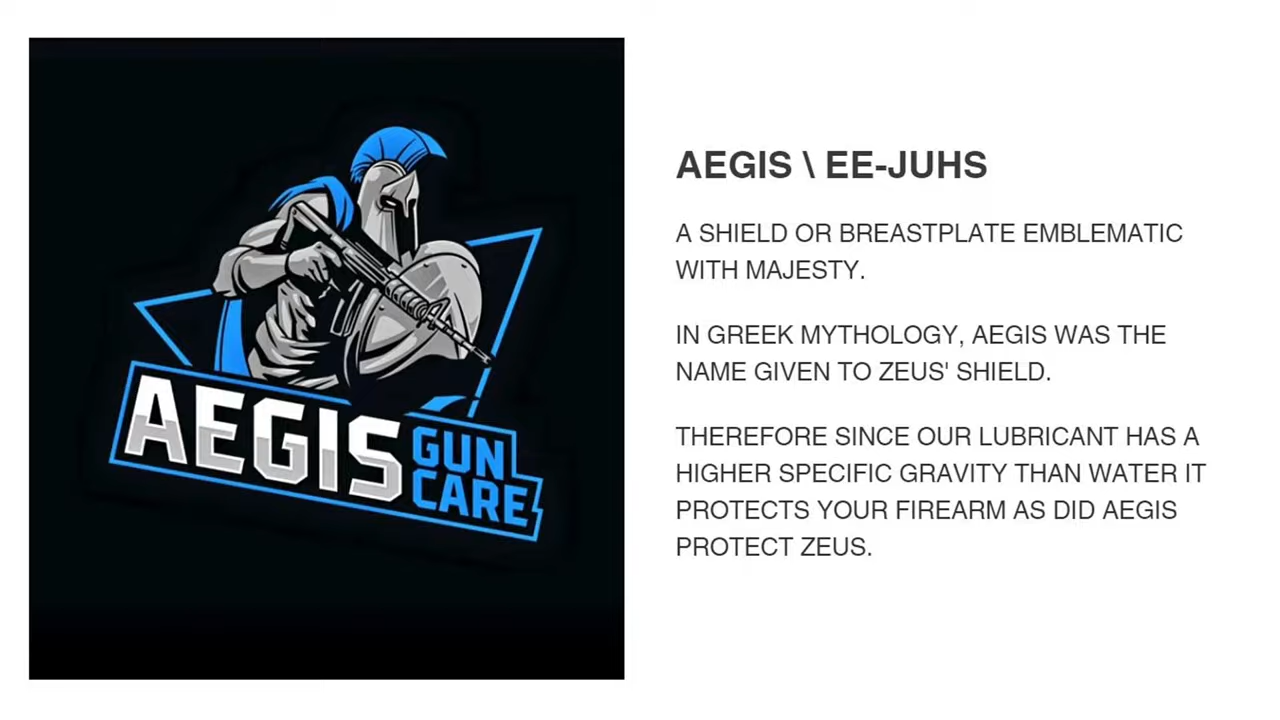 AEGIS
GUN
CARE
AEGIS \ EE-JUHS
A SHIELD OR BREASTPLATE EMBLEMATIC
WITH MAJESTY.
IN GREEK MYTHOLOGY, AEGIS WAS THE
NAME GIVEN TO ZEUS' SHIELD.
THEREFORE SINCE OUR LUBRICANT HAS A
HIGHER SPECIFIC GRAVITY THAN WATER IT
PROTECTS YOUR FIREARM AS DID AEGIS
PROTECT ZEUS.